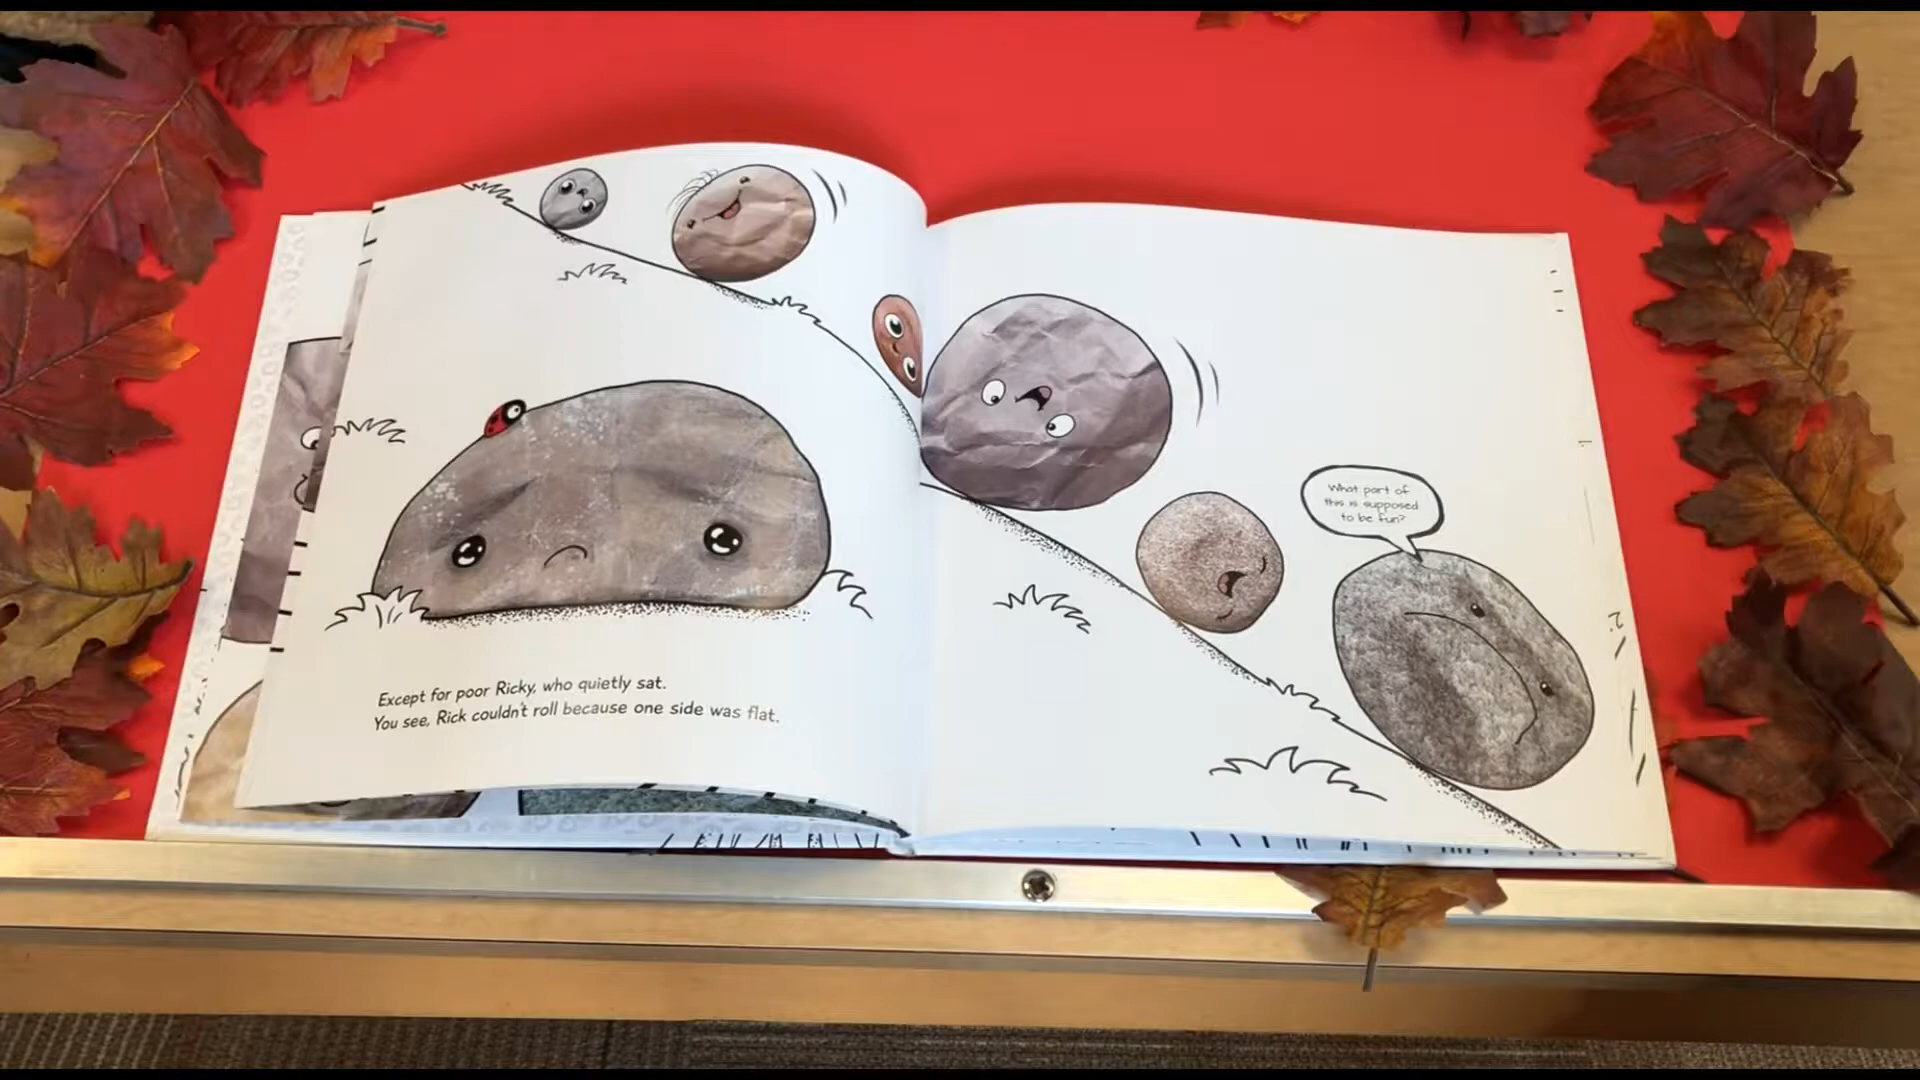 Except for poor Ricky, who quietly sat.
You see, Rick couldn't roll because one side was flat.
What part of
this is supposed
to be fun?